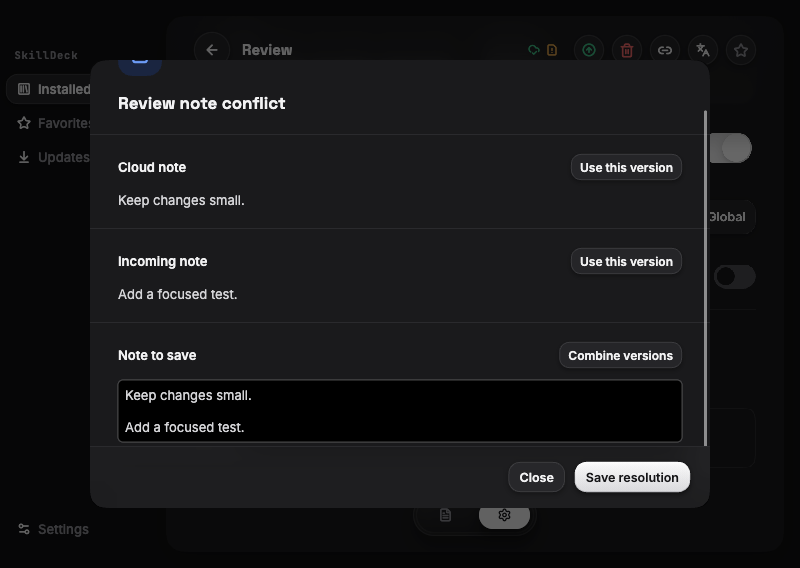 SkillDeck
Review
Installed
Favorites
Updates
Review note conflict
Cloud note
Use this version
Keep changes small.
Global
Incoming note
Use this version
Add a focused test.
Note to save
Combine versions
Keep changes small.
Add a focused test.
Close
Save resolution
Settings